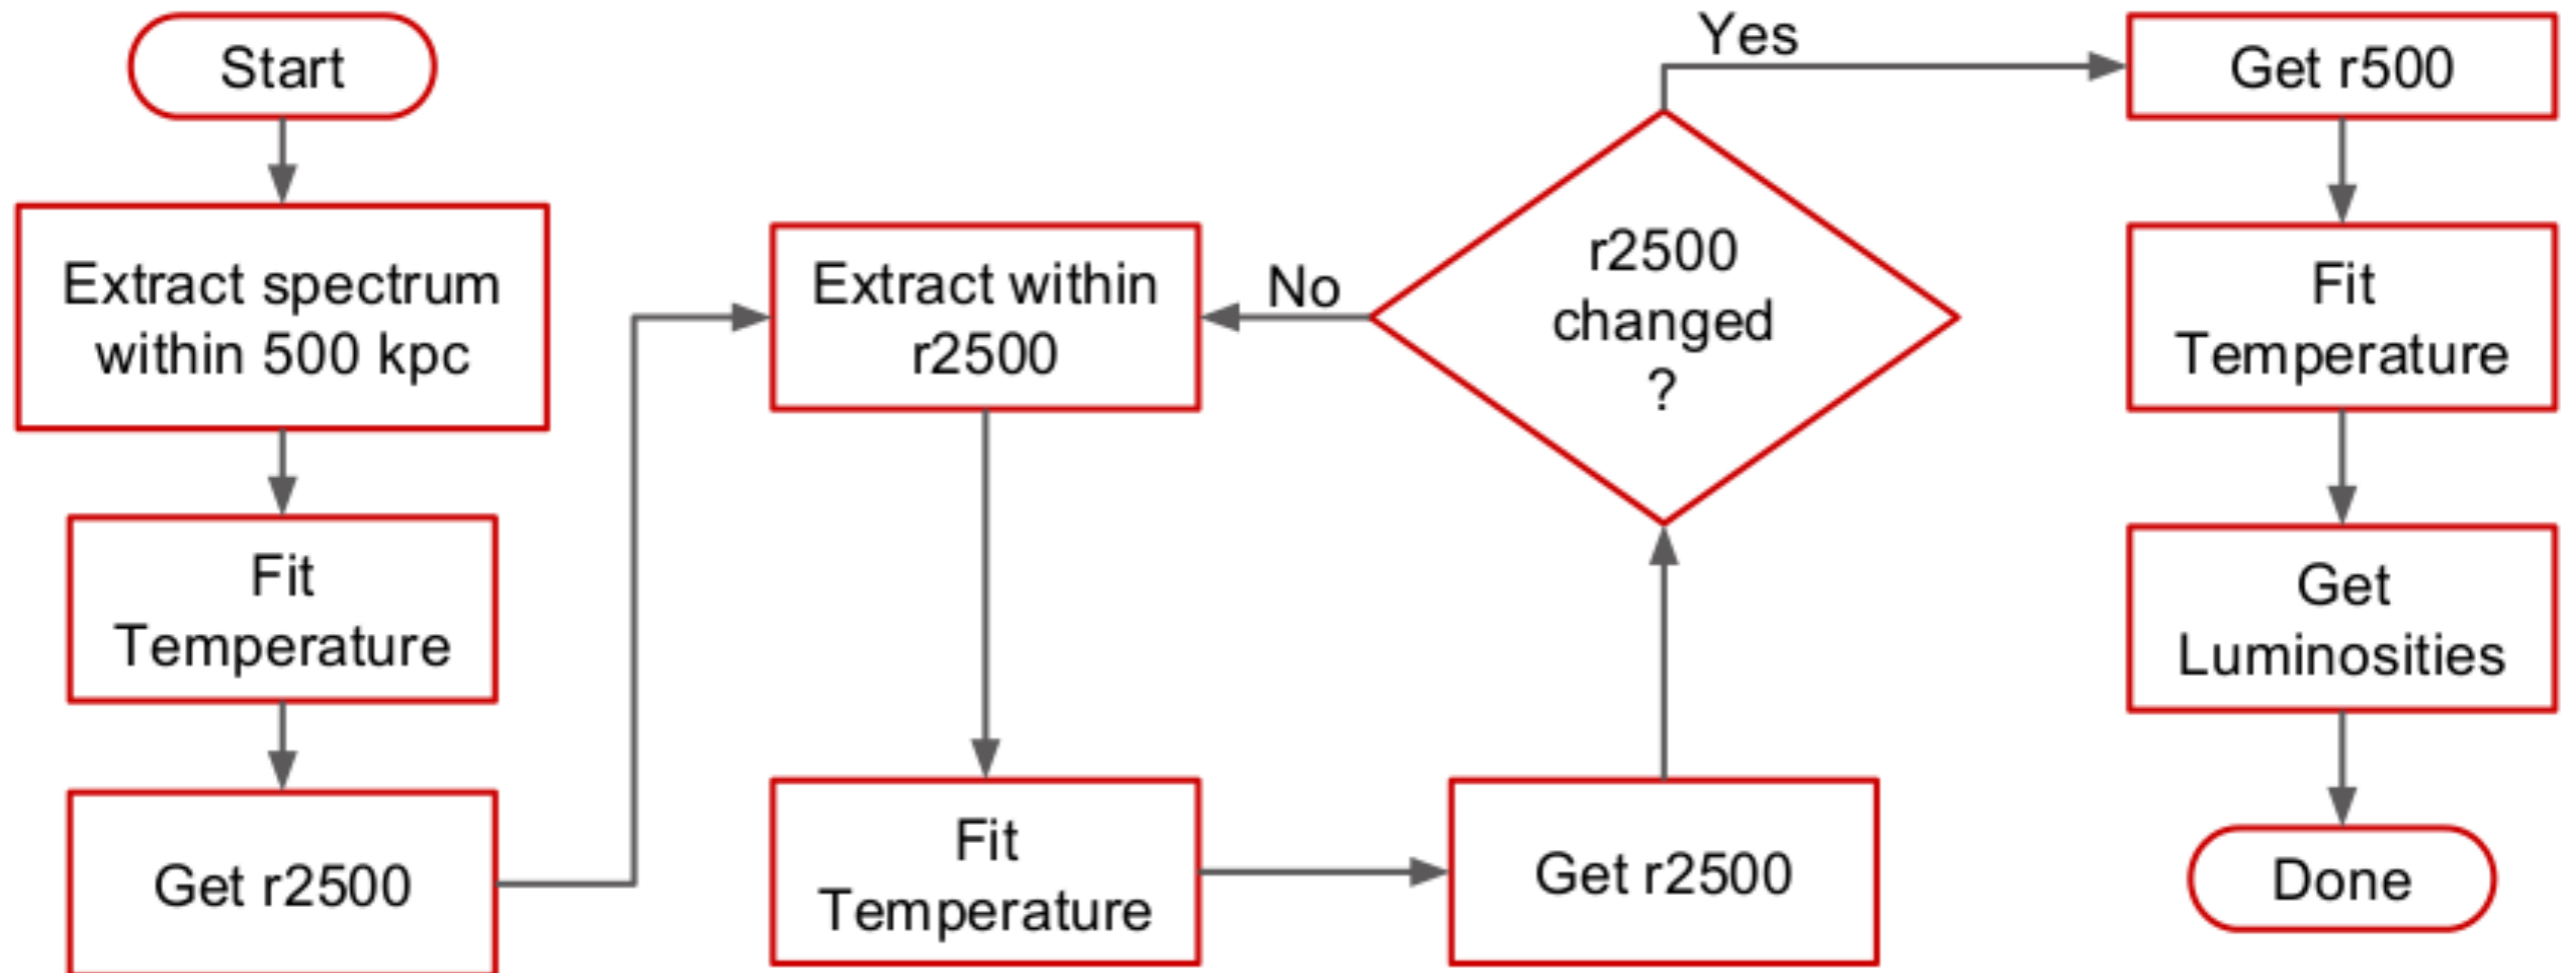 Start
Extract spectrum
within 500 kpc
Fit
Temperature
Get r2500
Extract within
r2500
Fit
Temperature
Get r2500
r2500
changed
?
No
Yes
Get r500
Fit
Temperature
Get
Luminosities
Done